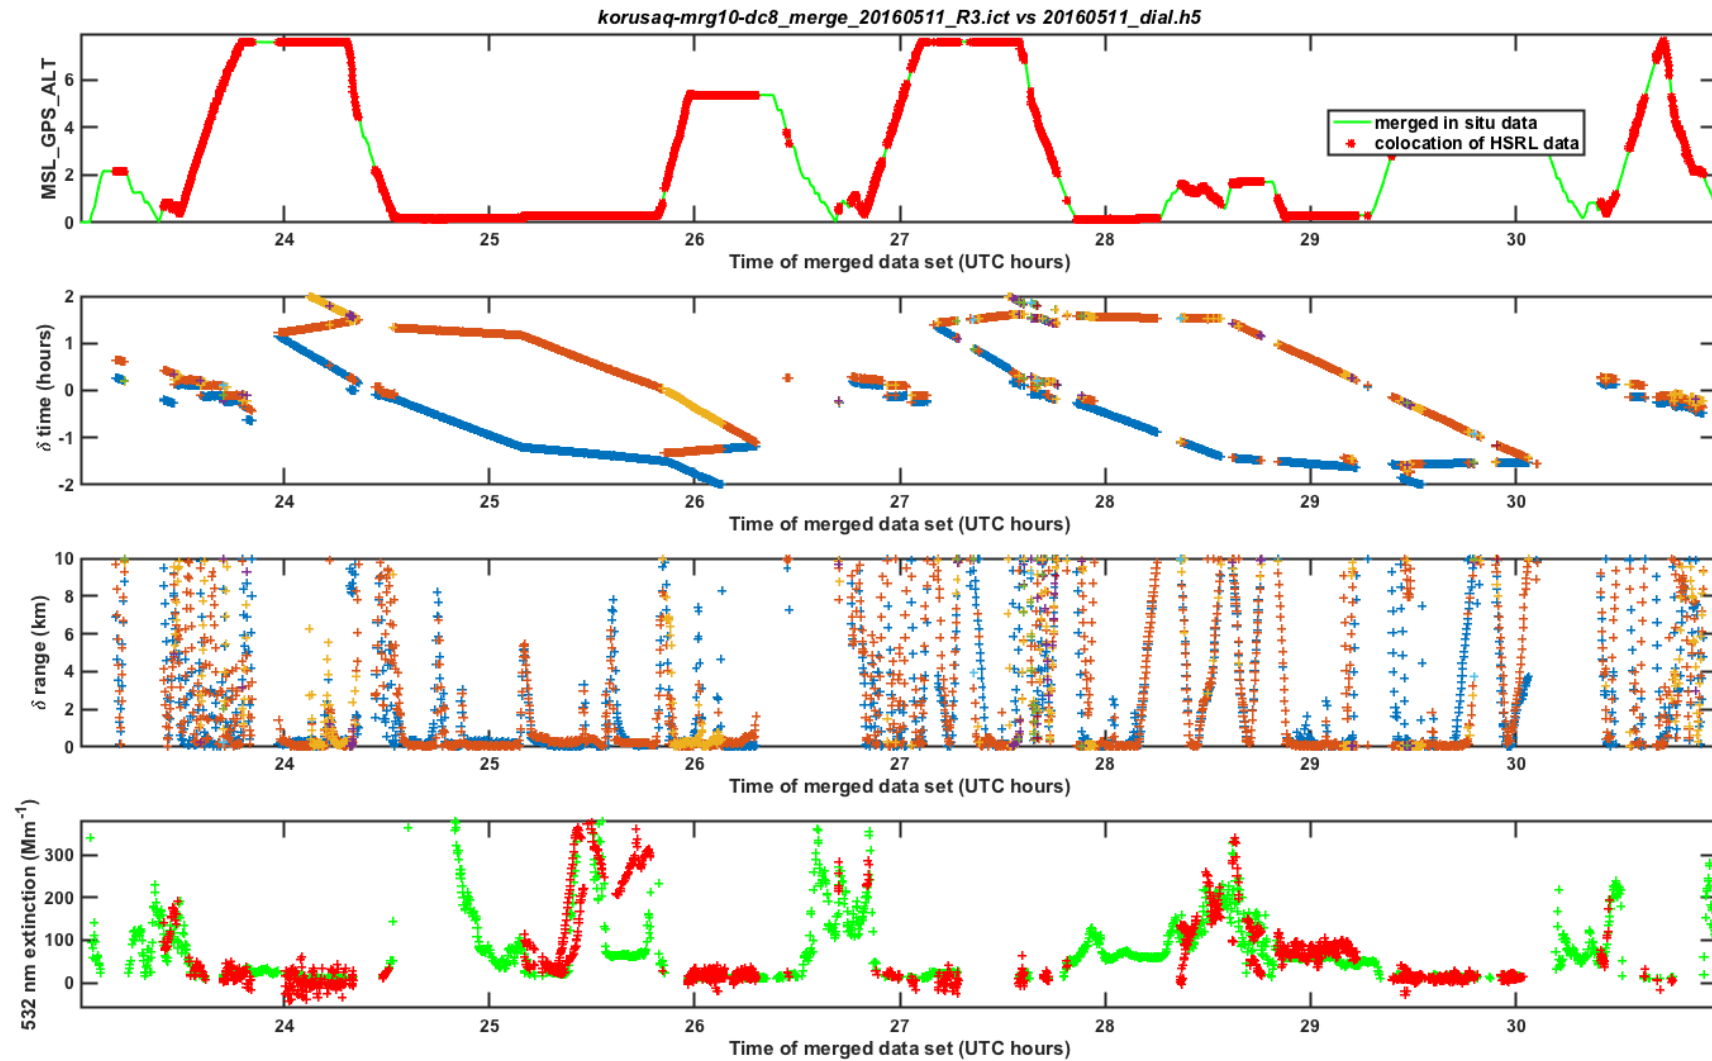 korusaq-mrg10-dc8_merge_20160511_R3.ict vs 20160511_dial.h5
MSL_GPS_ALT
6
4
2
0
merged in situ data
colocation of HSRL data
24 25 26 27 28 29 30
Time of merged data set (UTC hours)
δ time (hours)
2
1
0
-1
-2
24 25 26 27 28 29 30
Time of merged data set (UTC hours)
δ range (km)
10
8
6
4
2
0
24 25 26 27 28 29 30
Time of merged data set (UTC hours)
532 nm extinction (Mm⁻¹)
300
200
100
0
24 25 26 27 28 29 30
Time of merged data set (UTC hours)